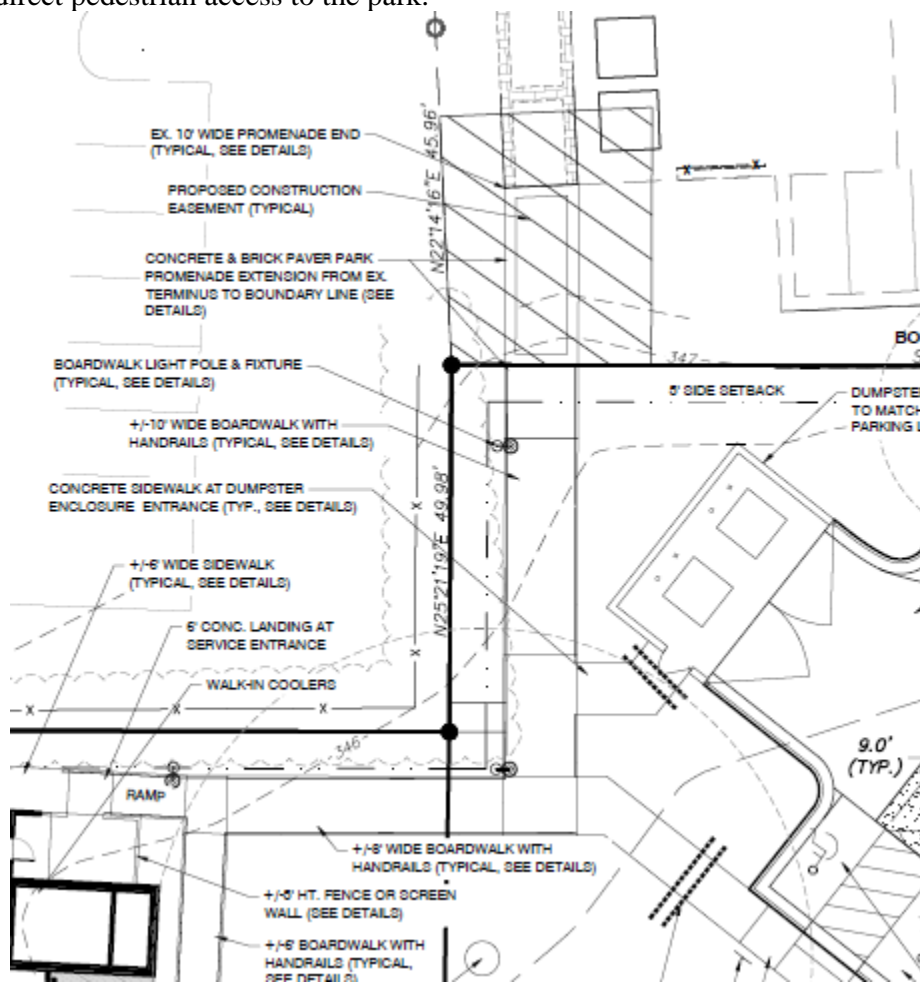 direct pedestrian access to the park.
EX. 10' WIDE PROMENADE END
(TYPICAL, SEE DETAILS)
PROPOSED CONSTRUCTION
EASEMENT (TYPICAL)
CONCRETE & BRICK PAVER PARK
PROMENADE EXTENSION FROM EX.
TERMINUS TO BOUNDARY LINE (SEE
DETAILS)
N22°14'16"E 45.96'
BOARDWALK LIGHT POLE & FIXTURE
(TYPICAL, SEE DETAILS)
347
BO
5' SIDE SETBACK
DUMPSTER
TO MATCH
PARKING L
+/-10' WIDE BOARDWALK WITH
HANDRAILS (TYPICAL, SEE DETAILS)
CONCRETE SIDEWALK AT DUMPSTER
ENCLOSURE ENTRANCE (TYP., SEE DETAILS)
N25°21'19"E 49.98'
+/-6' WIDE SIDEWALK
(TYPICAL, SEE DETAILS)
6' CONC. LANDING AT
SERVICE ENTRANCE
WALK-IN COOLERS
346
9.0'
(TYP.)
RAMP
+/-8' WIDE BOARDWALK WITH
HANDRAILS (TYPICAL, SEE DETAILS)
HT. FENCE OR SCREEN
WALL (SEE DETAILS)
+/-6' BOARDWALK WITH
HANDRAILS (TYPICAL,
SEE DETAILS)
X
X
X
X
X
X
X